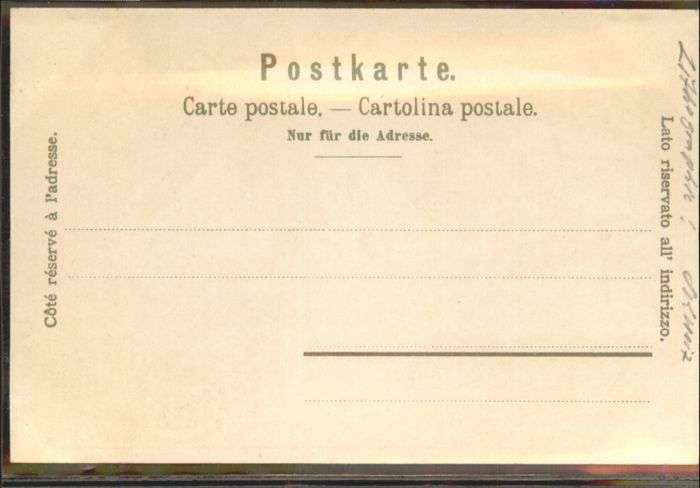 Postkarte.
Carte postale. — Cartolina postale.
Nur für die Adresse.
Côté réservé à l'adresse.
Lato riservato all' indirizzo.